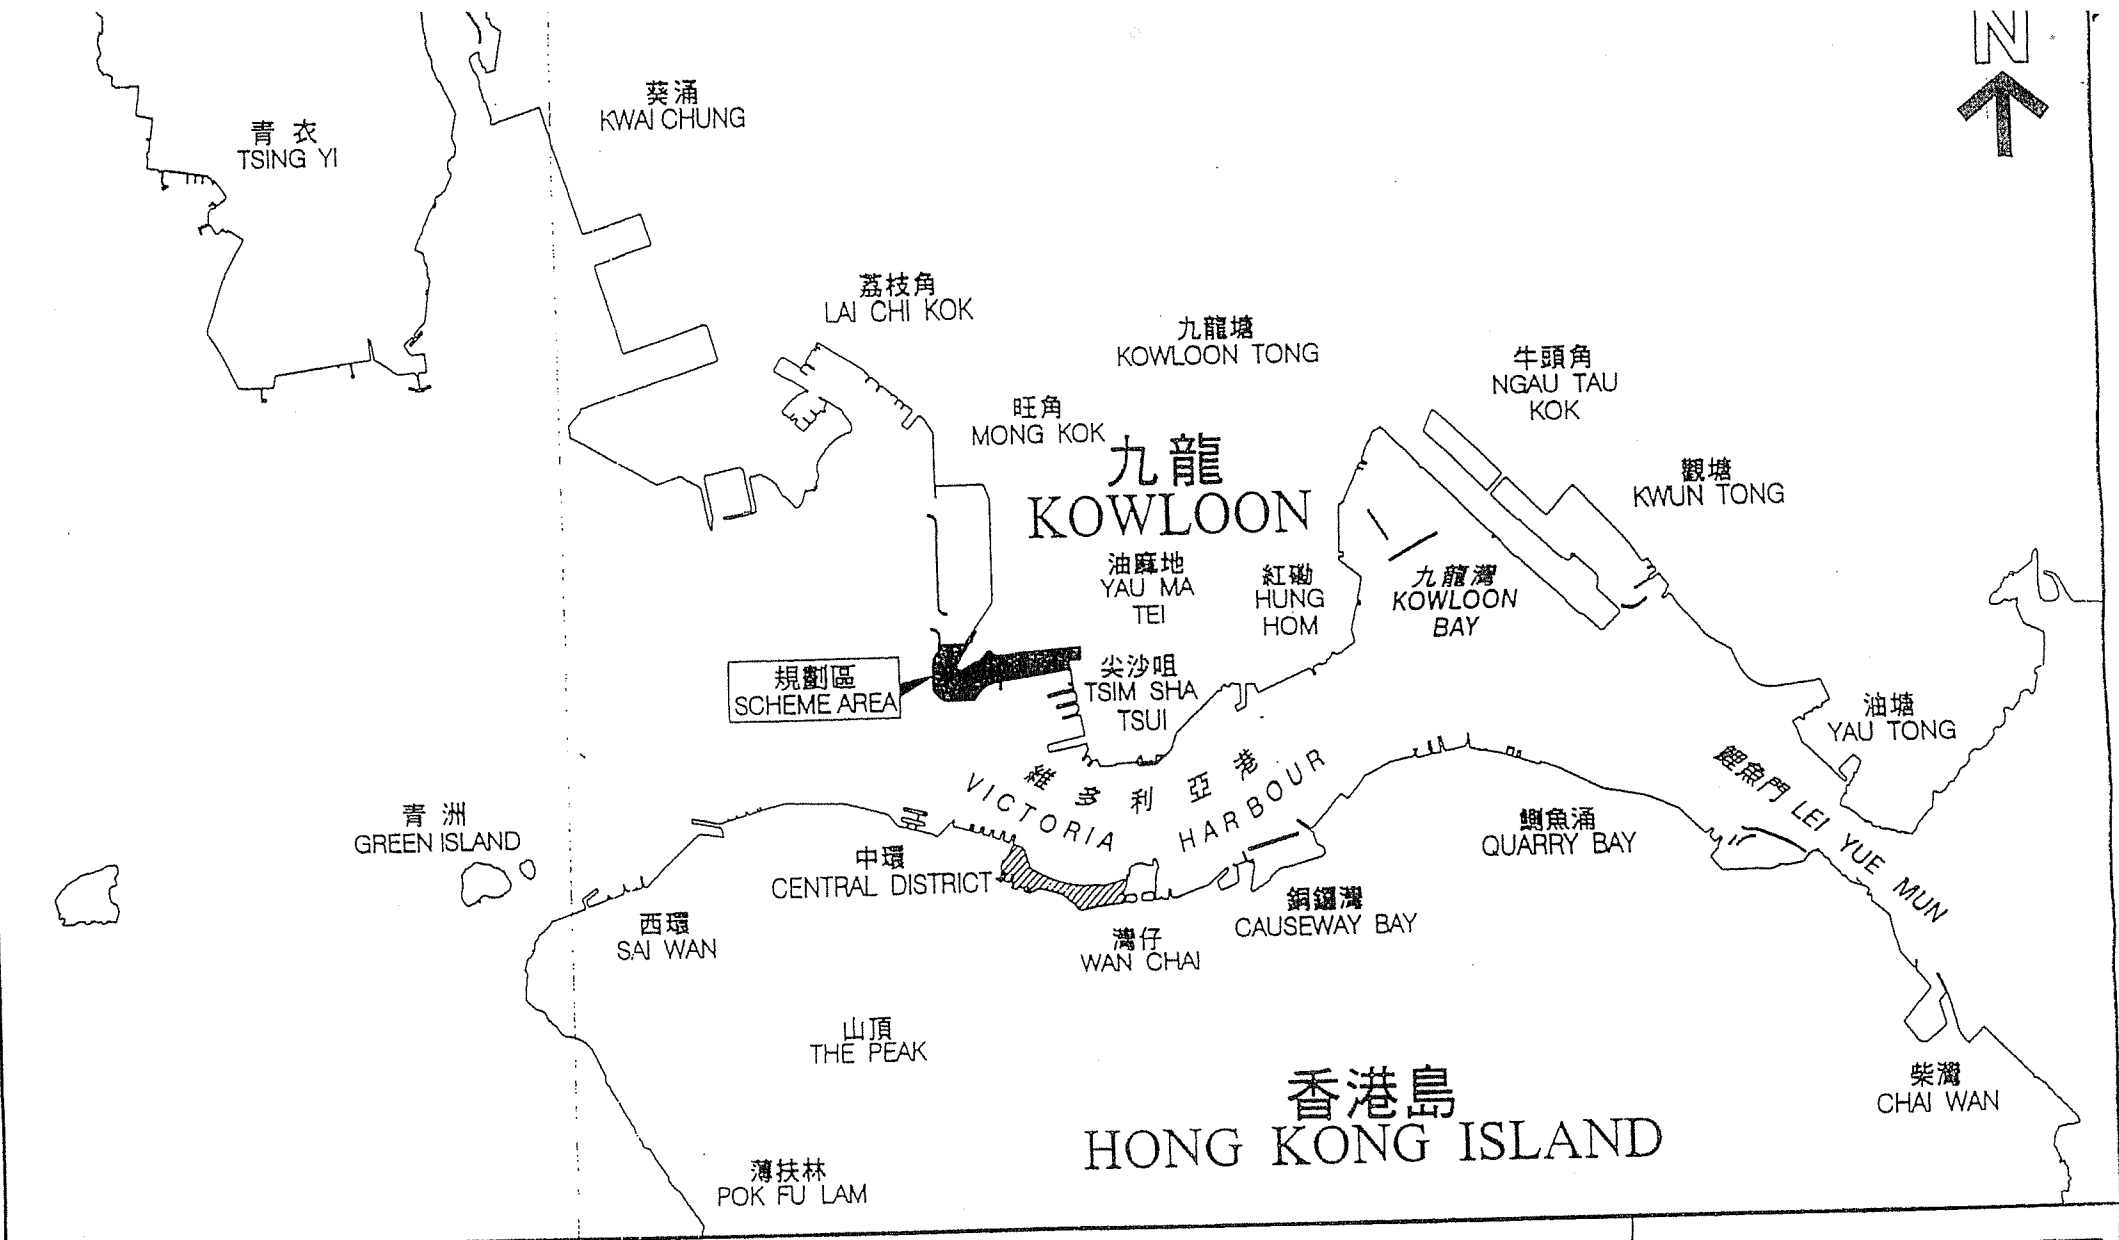 N
葵涌
KWAI CHUNG
青衣
TSING YI
荔枝角
LAI CHI KOK
九龍塘
KOWLOON TONG
牛頭角
NGAU TAU
KOK
旺角
MONG KOK
九龍
KOWLOON
觀塘
KWUN TONG
油麻地
YAU MA
TEI
紅磡
HUNG
HOM
九龍灣
KOWLOON
BAY
規劃區
SCHEME AREA
尖沙咀
TSIM SHA
TSUI
油塘
YAU TONG
維多利亞港
VICTORIA HARBOUR
鯉魚門 LEI YUE MUN
青洲
GREEN ISLAND
中環
CENTRAL DISTRICT
鰂魚涌
QUARRY BAY
西環
SAI WAN
灣仔
WAN CHAI
銅鑼灣
CAUSEWAY BAY
山頂
THE PEAK
香港島
HONG KONG ISLAND
柴灣
CHAI WAN
薄扶林
POK FU LAM